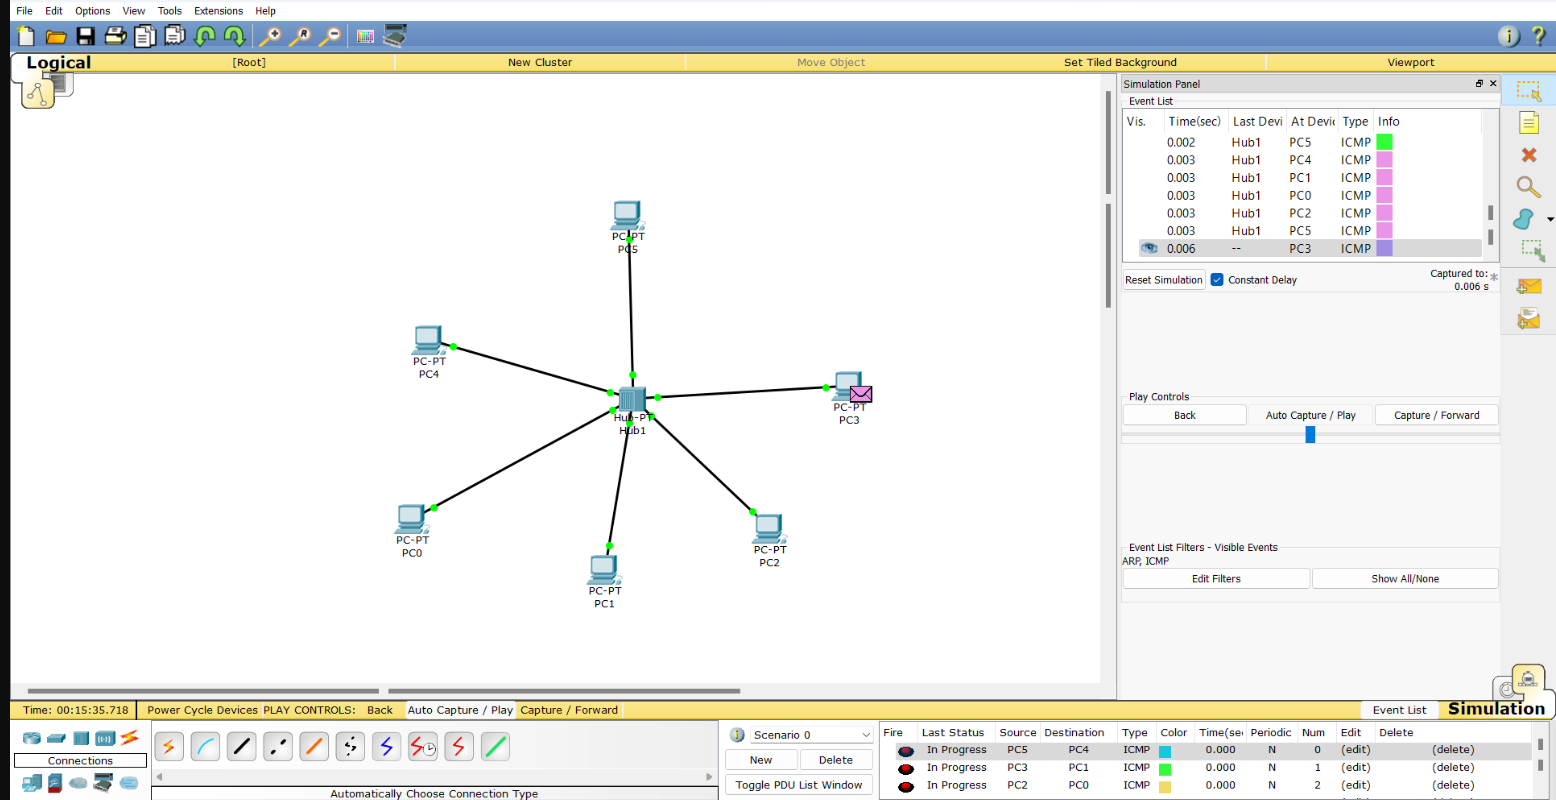 File Edit Options View Tools Extensions Help
Logical [Root] New Cluster Move Object Set Tiled Background Viewport
Simulation Panel
Event List
Vis. Time(sec) Last Devi At Devic Type Info
0.002 Hub1 PC5 ICMP
0.003 Hub1 PC4 ICMP
0.003 Hub1 PC1 ICMP
0.003 Hub1 PC0 ICMP
0.003 Hub1 PC2 ICMP
0.003 Hub1 PC5 ICMP
0.006 -- PC3 ICMP
Reset Simulation Constant Delay Captured to: *
0.006 s
Play Controls
Back Auto Capture / Play Capture / Forward
Event List Filters - Visible Events
ARP, ICMP
Edit Filters Show All/None
PC-PT
PC5
PC-PT
PC4
PC-PT
PC3
Hub-PT
Hub1
PC-PT
PC0
PC-PT
PC2
PC-PT
PC1
Time: 00:15:35.718 Power Cycle Devices PLAY CONTROLS: Back Auto Capture / Play Capture / Forward Event List Simulation
Connections
Automatically Choose Connection Type
Scenario 0
New Delete
Toggle PDU List Window
Fire Last Status Source Destination Type Color Time(sec Periodic Num Edit Delete
In Progress PC5 PC4 ICMP 0.000 N 0 (edit) (delete)
In Progress PC3 PC1 ICMP 0.000 N 1 (edit) (delete)
In Progress PC2 PC0 ICMP 0.000 N 2 (edit) (delete)